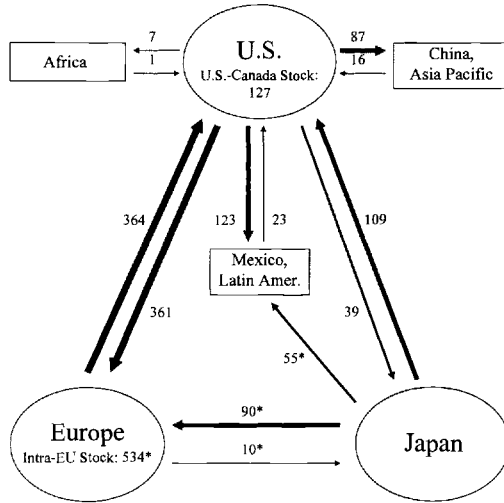 7
U.S.
87
Africa
1
U.S.-Canada Stock:
127
16
China,
Asia Pacific
364
123
23
109
Mexico,
Latin Amer.
361
39
55*
Europe
Intra-EU Stock: 534*
90*
10*
Japan